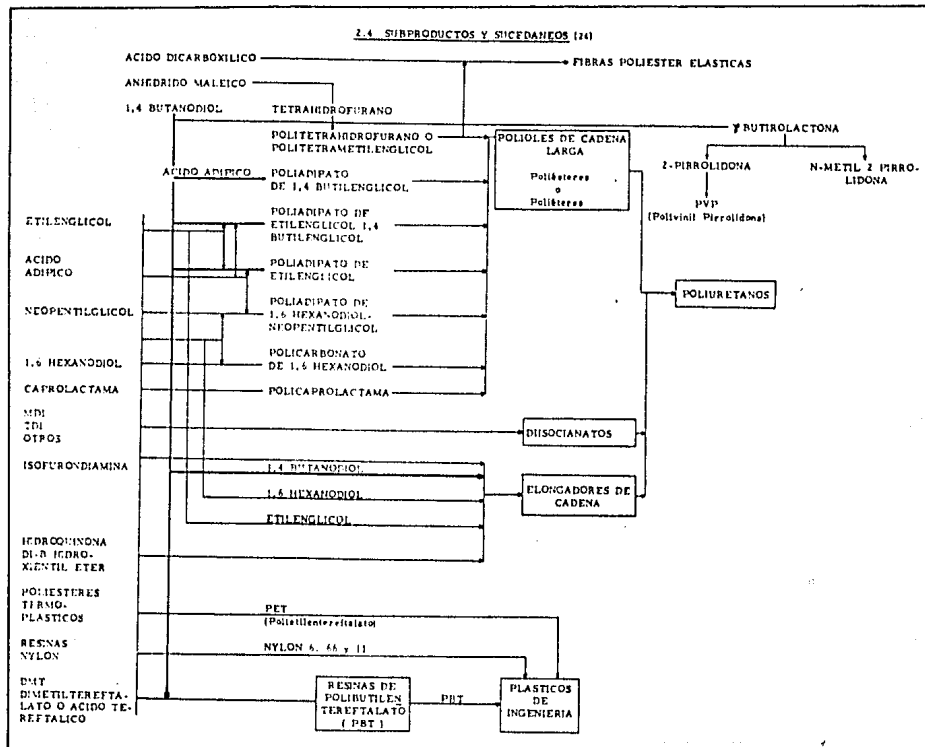 2.4 SUBPRODUCTOS Y SUCEDANEOS (24)
ACIDO DICARBOXILICO
FIBRAS POLIESTER ELASTICAS
ANHIDRIDO MALEICO
1,4 BUTANODIOL
TETRAHIDROFURANO
POLITETRAHIDROFURANO O
POLITETRAMETILENGLICOL
POLIOLES DE CADENA
LARGA
Poliésteres
o
Poliéteres
γ BUTIROLACTONA
2-PIRROLIDONA
N-METIL 2 PIRRO-
LIDONA
PVP
(Polivinil Pirrolidona)
ACIDO ADIPICO
POLIADIPATO
DE 1,4 BUTILENGLICOL
ETILENGLICOL
POLIADIPATO DE
ETILENGLICOL 1,4
BUTILENGLICOL
ACIDO
ADIPICO
POLIADIPATO DE
ETILENGLICOL
POLIURETANOS
NEOPENTILGLICOL
POLIADIPATO DE
1,6 HEXANODIOL-
NEOPENTILGLICOL
1,6 HEXANODIOL
POLICARBONATO
DE 1,6 HEXANODIOL
CAPROLACTAMA
POLICAPROLACTAMA
MDI
TDI
OTROS
DIISOCIANATOS
ISOFURONDIAMINA
1,4 BUTANODIOL
1,6 HEXANODIOL
ELONGADORES DE
CADENA
ETILENGLICOL
HIDROQUINONA
DI-B HIDRO-
XIENTIL ETER
POLIESTERES
TERMO-
PLASTICOS
PET
(Polietilentereftalato)
RESINAS
NYLON
NYLON 6, 66 y 11
DMT
DIMETILTEREFTA-
LATO O ACIDO TE-
REFTALICO
RESINAS DE
POLIBUTILEN
TEREFTALATO
( PBT )
PBT
PLASTICOS
DE
INGENIERIA